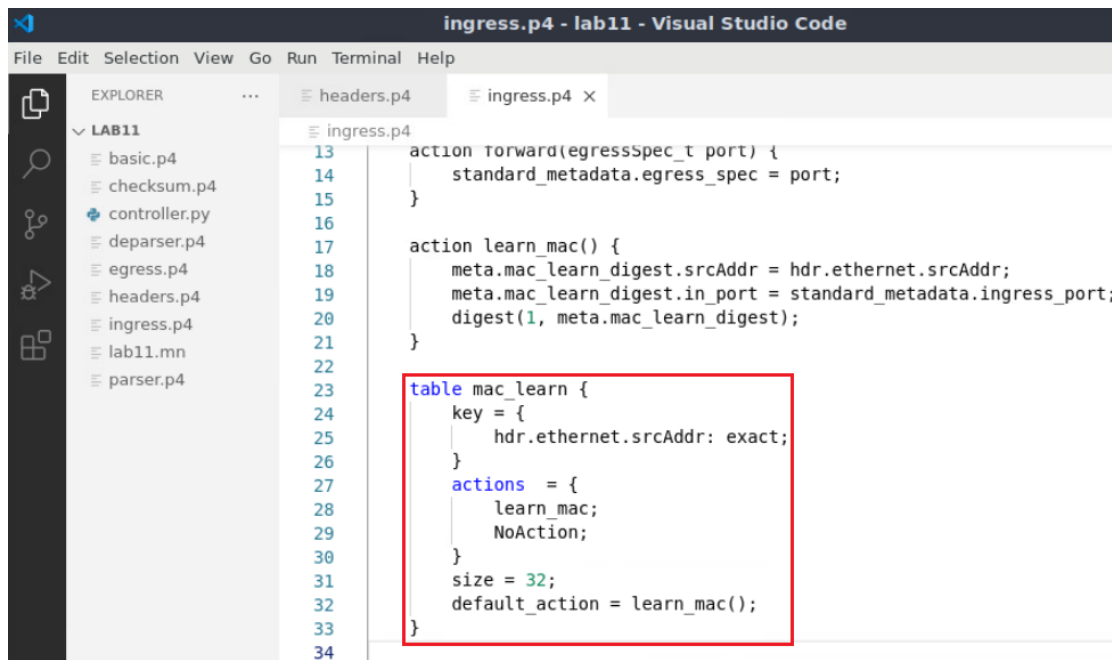 ingress.p4 - lab11 - Visual Studio Code
File Edit Selection View Go Run Terminal Help
EXPLORER ...
headers.p4 ingress.p4
LAB11
ingress.p4
basic.p4
checksum.p4
controller.py
deparser.p4
egress.p4
headers.p4
ingress.p4
lab11.mn
parser.p4
13 action forward(egressSpec_t port) {
14 standard_metadata.egress_spec = port;
15 }
16
17 action learn_mac() {
18 meta.mac_learn_digest.srcAddr = hdr.ethernet.srcAddr;
19 meta.mac_learn_digest.in_port = standard_metadata.ingress_port;
20 digest(1, meta.mac_learn_digest);
21 }
22
23 table mac_learn {
24 key = {
25 hdr.ethernet.srcAddr: exact;
26 }
27 actions = {
28 learn_mac;
29 NoAction;
30 }
31 size = 32;
32 default_action = learn_mac();
33 }
34